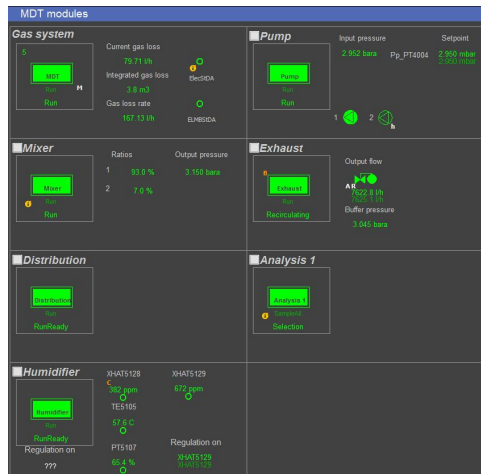 MDT modules
Gas system
5
MDT
Run
M
Run
Current gas loss
79.71 l/h
Integrated gas loss
3.8 m3
Gas loss rate
167.13 l/h
ElecStDA
ELMBStDA
Pump
Pump
Run
Run
Input pressure
2.952 bara
Pp_PT4004
Setpoint
2.950 mbar
2.950 mbar
1
2
h
Mixer
Mixer
Run
Run
Ratios
1 93.0 %
2 7.0 %
Output pressure
3.150 bara
Exhaust
Exhaust
Run
Recirculating
Output flow
A R
7622.8 l/h
7625.1 l/h
Buffer pressure
3.045 bara
Distribution
Distribution
Run
RunReady
Analysis 1
Analysis 1
SampleAll
Selection
Humidifier
Humidifier
Run
RunReady
Regulation on
???
XHAT5128
382 ppm
TE5105
57.6 C
PT5107
65.4 %
XHAT5129
672 ppm
Regulation on
XHAT5129
XHAT5129